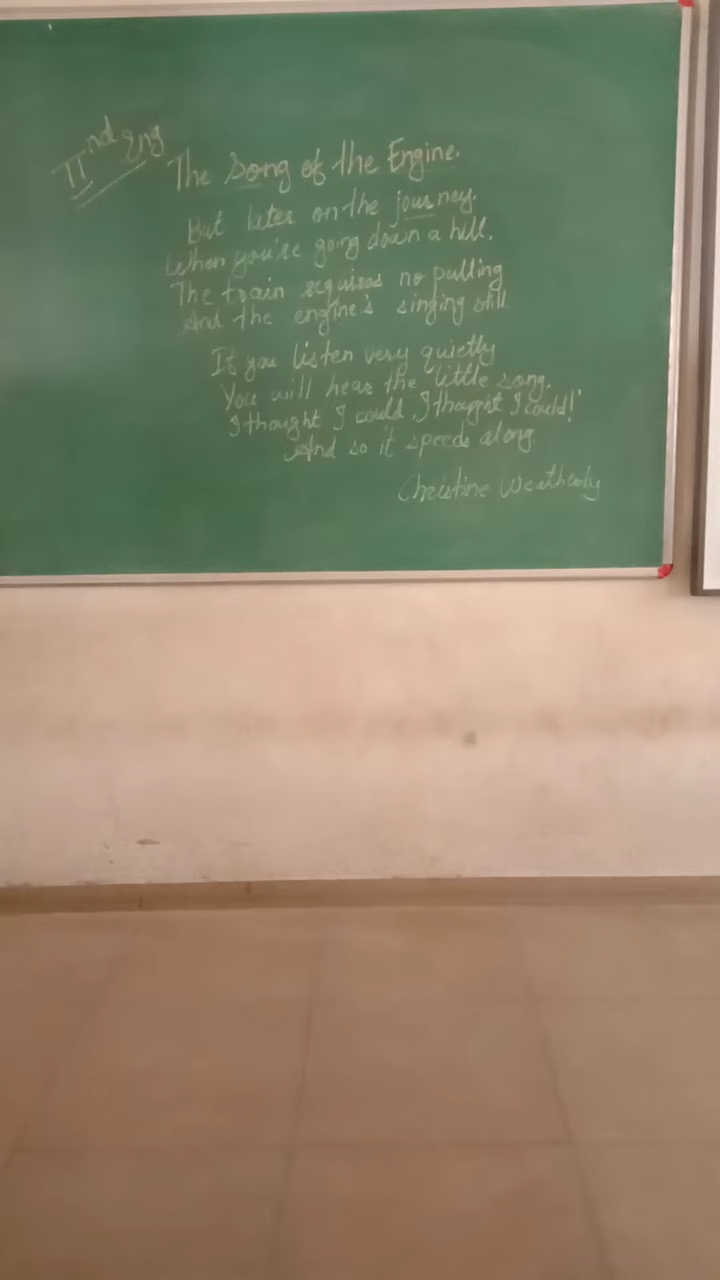 IInd Eng
The Song of the Engine.
But later on the journey.
When you're going down a hill.
The train requires no pulling
And the engine's singing still
If you listen very quietly
You will hear the little song.
I thought I could, I thought I could!
And so it speeds along
Christine Weatherly